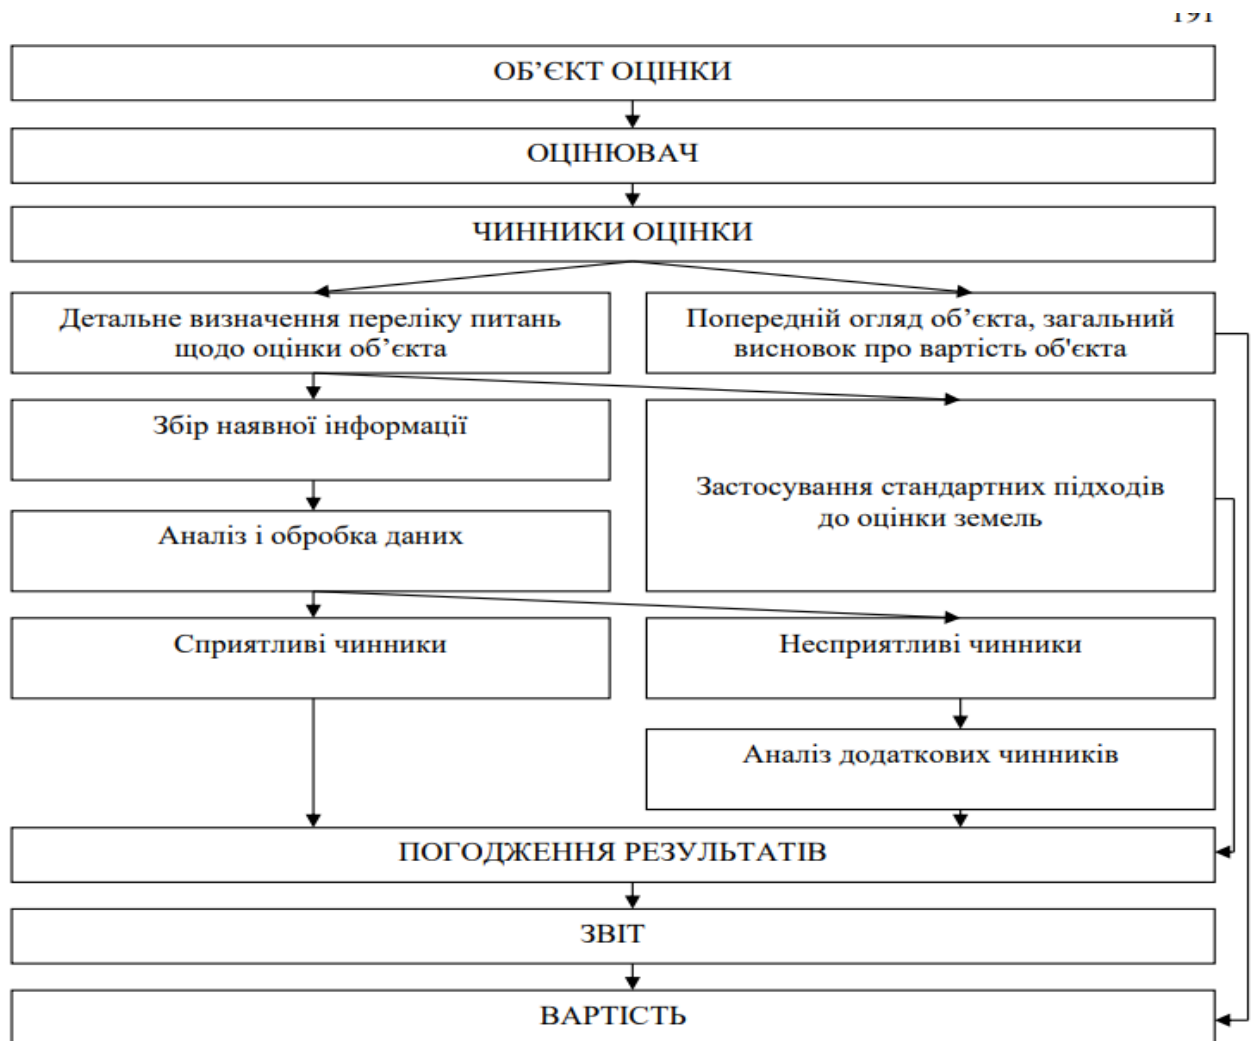 191
ОБ’ЄКТ ОЦІНКИ
ОЦІНЮВАЧ
ЧИННИКИ ОЦІНКИ
Детальне визначення переліку питань
щодо оцінки об’єкта
Попередній огляд об’єкта, загальний
висновок про вартість об'єкта
Збір наявної інформації
Застосування стандартних підходів
до оцінки земель
Аналіз і обробка даних
Сприятливі чинники
Несприятливі чинники
Аналіз додаткових чинників
ПОГОДЖЕННЯ РЕЗУЛЬТАТІВ
ЗВІТ
ВАРТІСТЬ